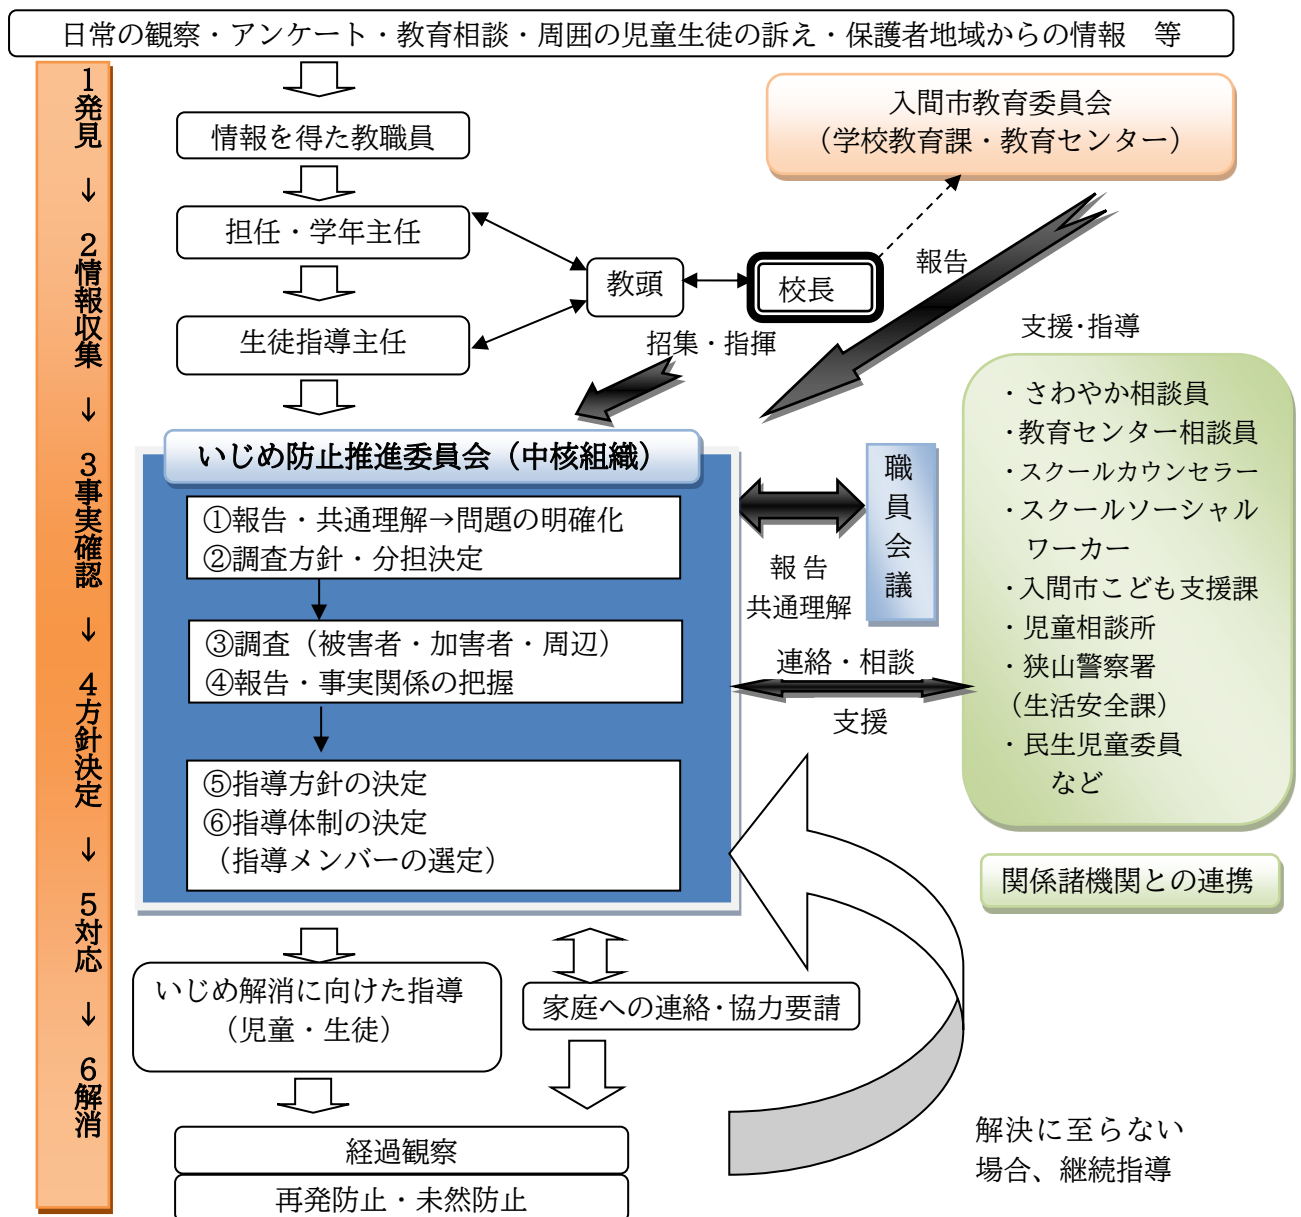 日常の観察・アンケート・教育相談・周囲の児童生徒の訴え・保護者地域からの情報　等
1発見
↓
2情報収集
↓
3事実確認
↓
4方針決定
↓
5対応
↓
6解消
情報を得た教職員
担任・学年主任
生徒指導主任
教頭
校長
入間市教育委員会
（学校教育課・教育センター）
報告
招集・指揮
支援・指導
いじめ防止推進委員会（中核組織）
①報告・共通理解→問題の明確化
②調査方針・分担決定
③調査（被害者・加害者・周辺）
④報告・事実関係の把握
⑤指導方針の決定
⑥指導体制の決定
（指導メンバーの選定）
職員会議
報 告
共通理解
連絡・相談
支援
・さわやか相談員
・教育センター相談員
・スクールカウンセラー
・スクールソーシャル
ワーカー
・入間市こども支援課
・児童相談所
・狭山警察署
（生活安全課）
・民生児童委員
など
関係諸機関との連携
いじめ解消に向けた指導
（児童・生徒）
家庭への連絡・協力要請
経過観察
再発防止・未然防止
解決に至らない
場合、継続指導